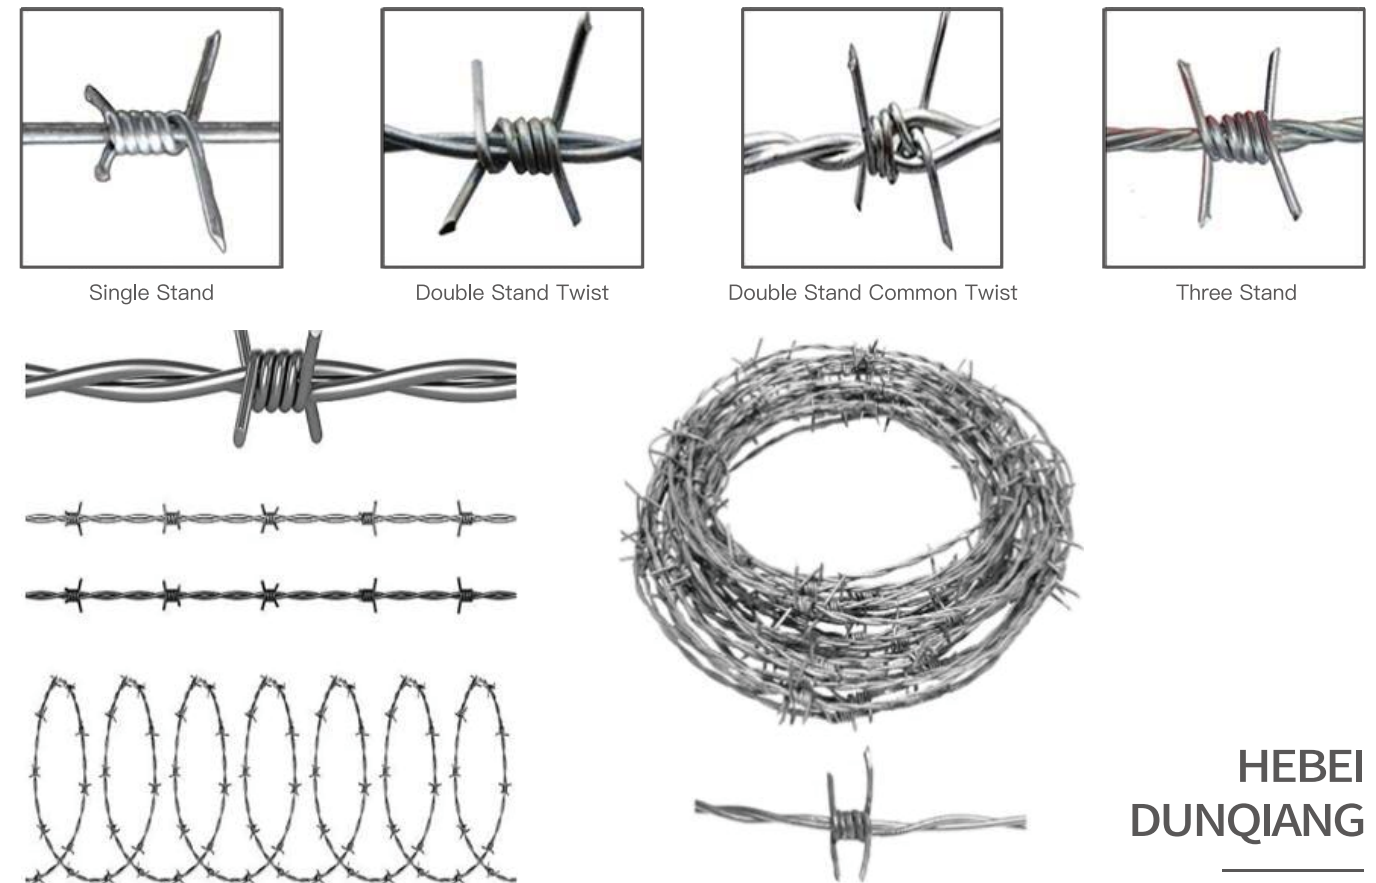 Single Stand
Double Stand Twist
Double Stand Common Twist
Three Stand
HEBEI
DUNQIANG